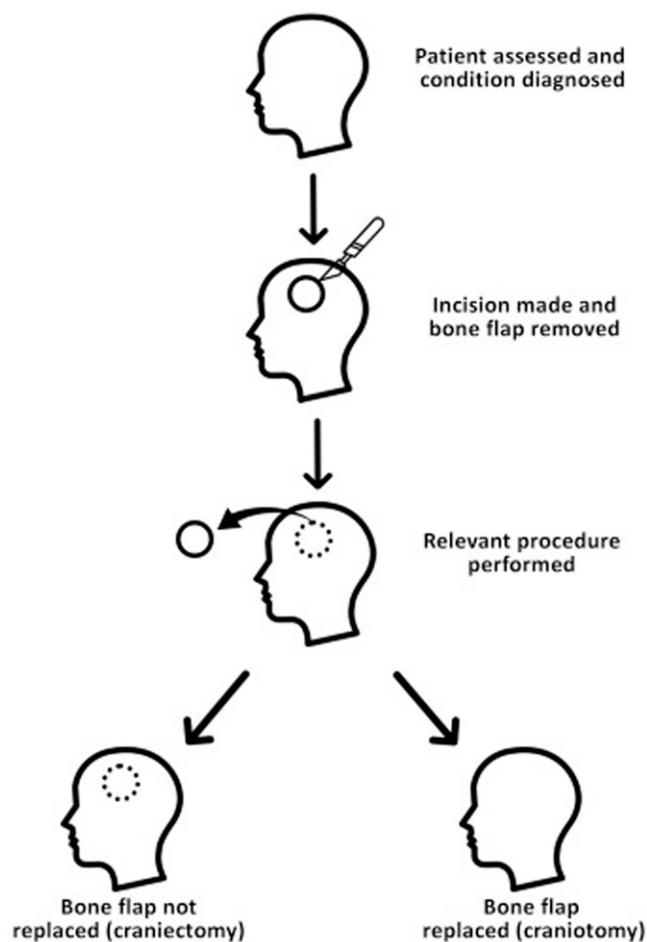 Patient assessed and
condition diagnosed
Incision made and
bone flap removed
Relevant procedure
performed
Bone flap not
replaced (craniectomy)
Bone flap
replaced (craniotomy)